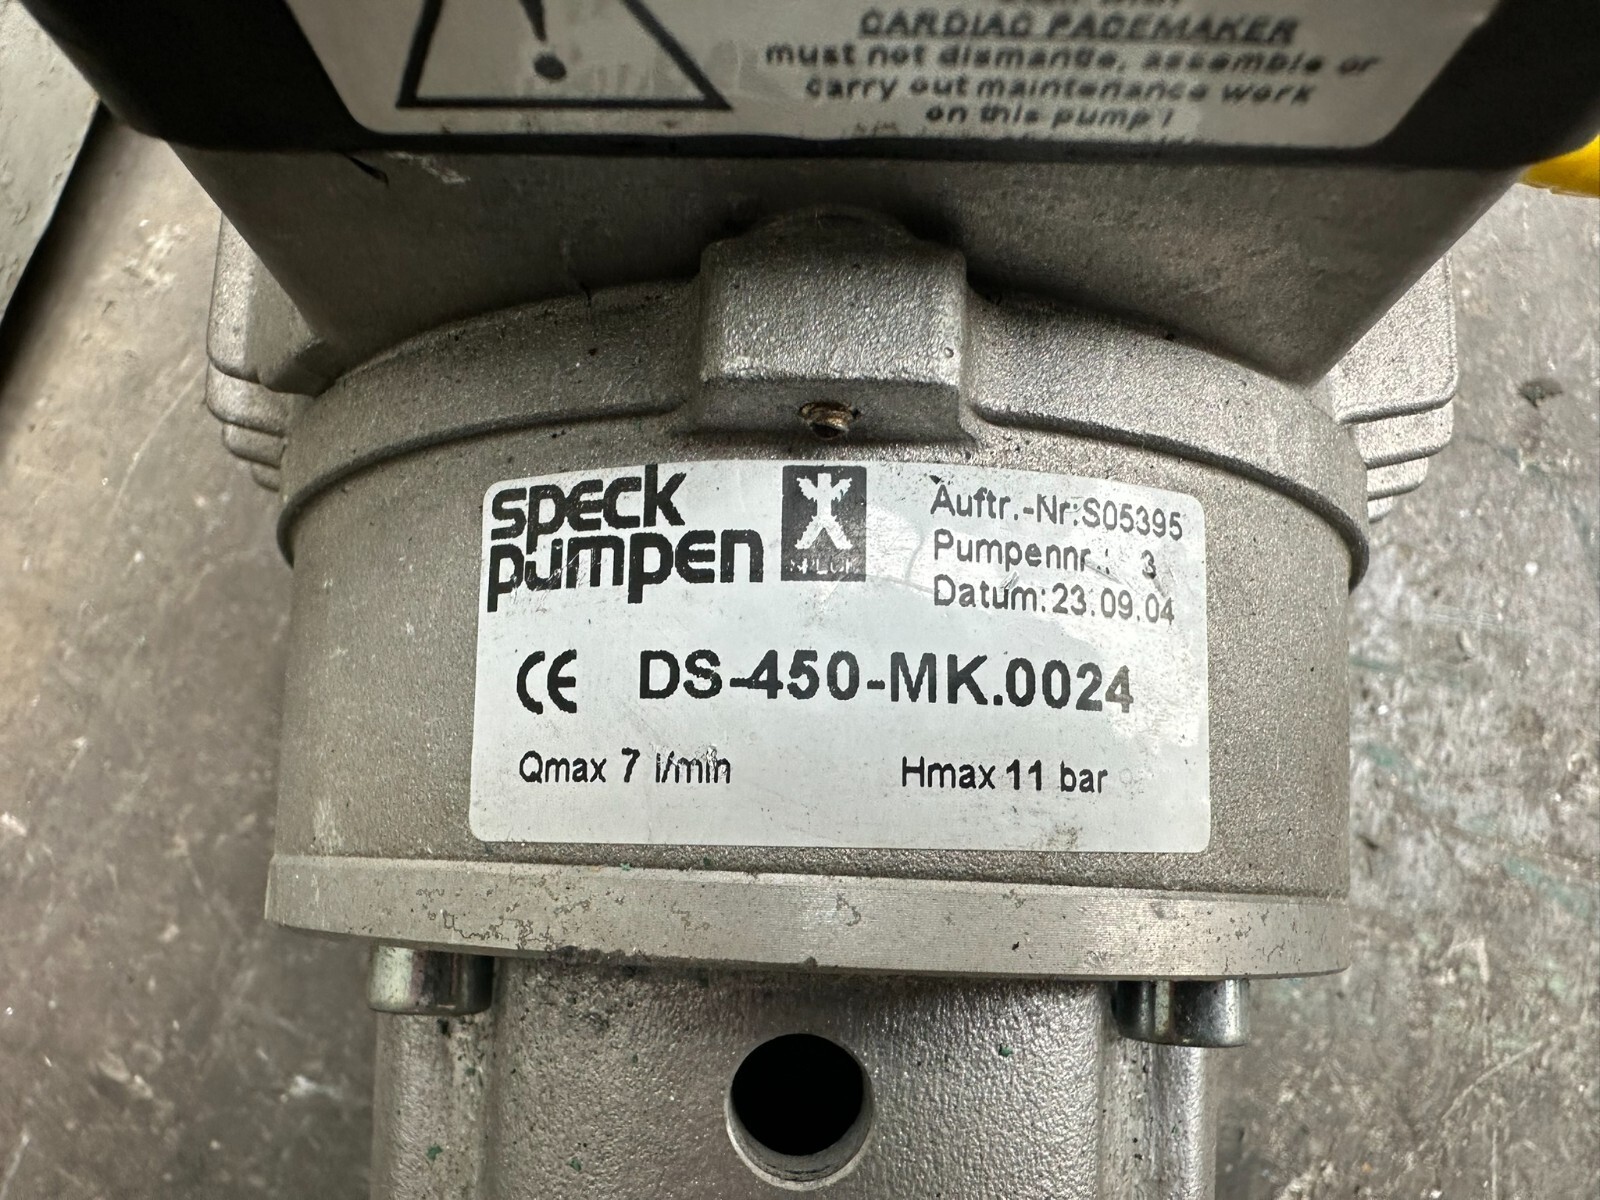 CARDIAC PACEMAKER
must not dismantle, assemble or
carry out maintenance work
on this pump !
speck
pumpen
Auftr.-Nr:S05395
Pumpennr.: 3
Datum:23.09.04
CE DS-450-MK.0024
Qmax 7 l/min Hmax 11 bar